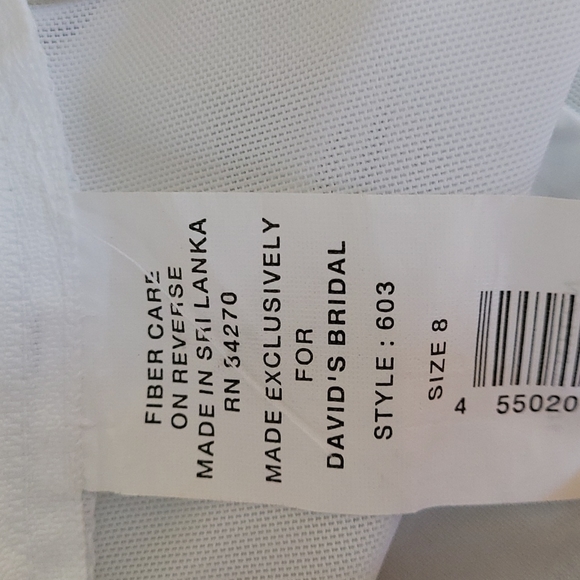 FIBER CARE
ON REVERSE
MADE IN SRI LANKA
RN 34270
MADE EXCLUSIVELY
FOR
DAVID'S BRIDAL
STYLE : 603
SIZE 8
4 55020